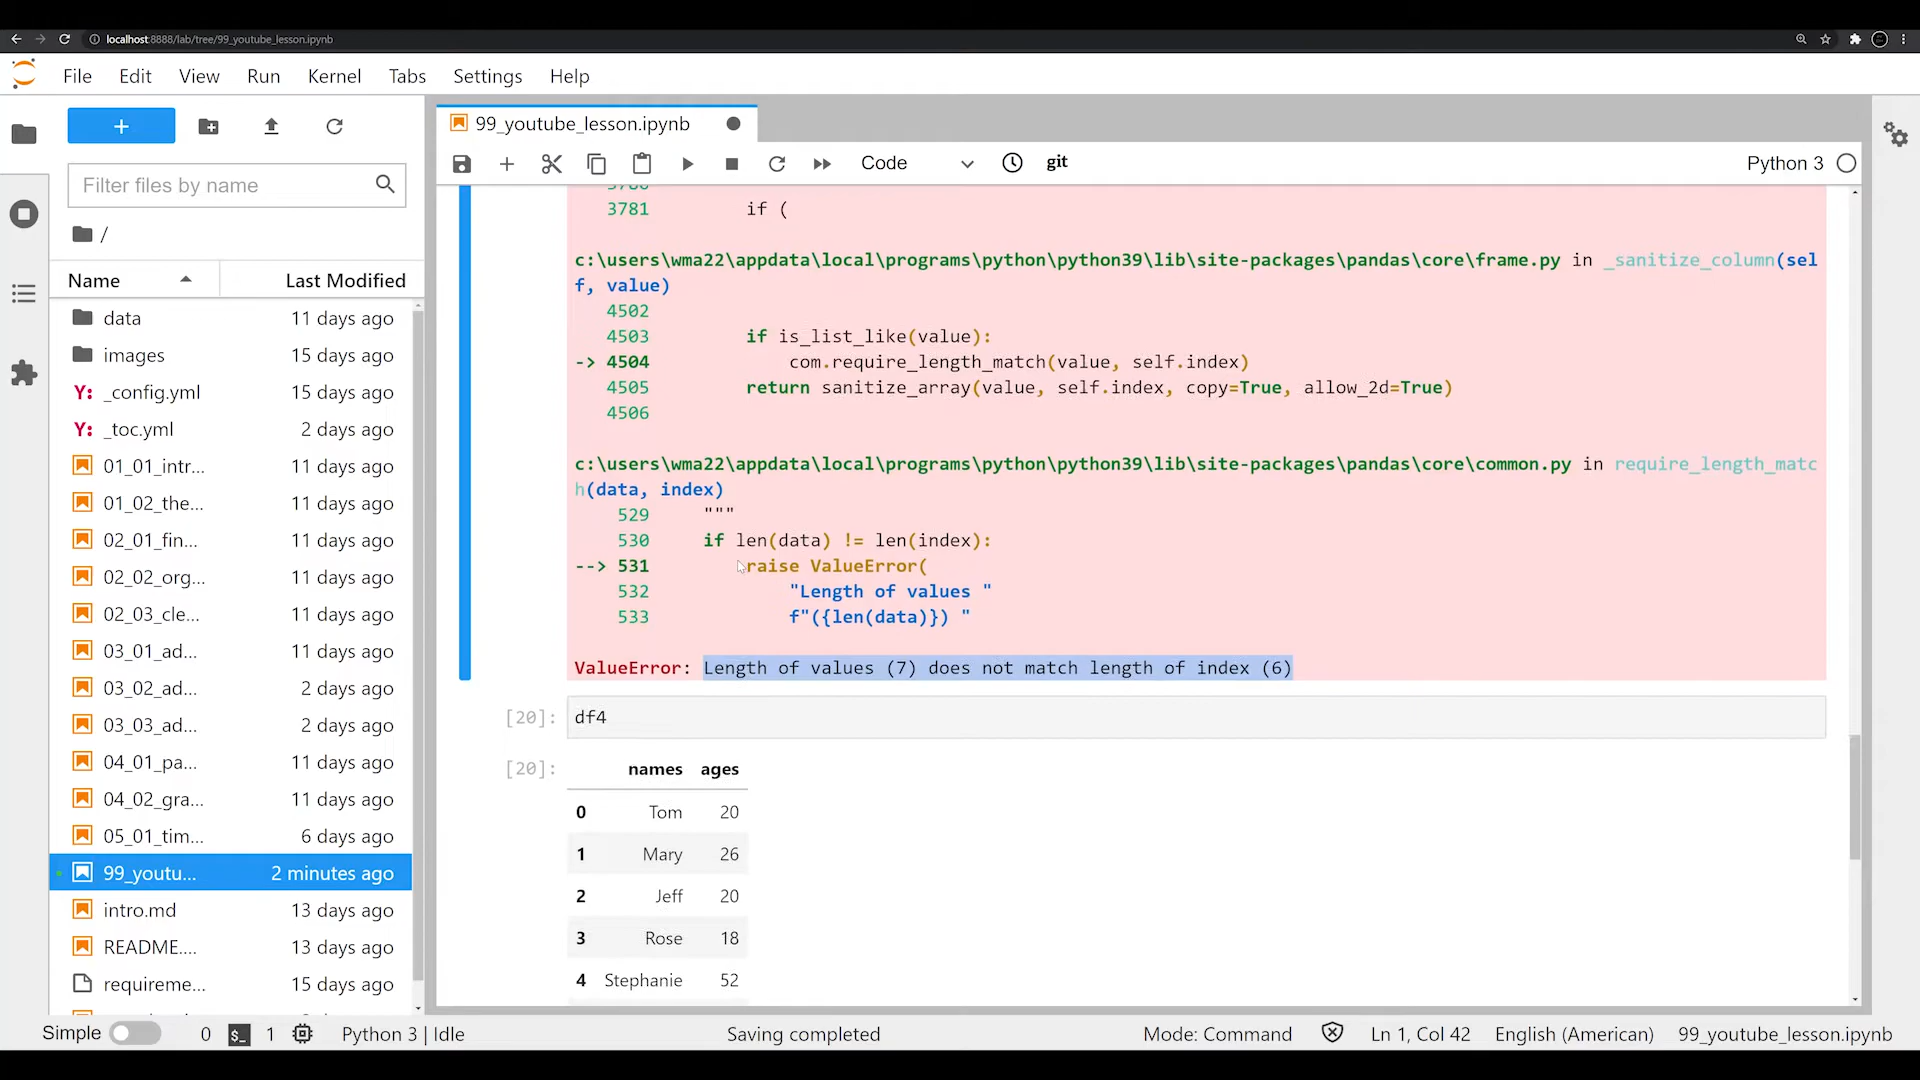 localhost:8888/lab/tree/99_youtube_lesson.ipynb
File Edit View Run Kernel Tabs Settings Help
+
99_youtube_lesson.ipynb
Code
git
Python 3
Filter files by name
/
Name Last Modified
data 11 days ago
images 15 days ago
Y: _config.yml 15 days ago
Y: _toc.yml 2 days ago
01_01_intr... 11 days ago
01_02_the... 11 days ago
02_01_fin... 11 days ago
02_02_org... 11 days ago
02_03_cle... 11 days ago
03_01_ad... 11 days ago
03_02_ad... 2 days ago
03_03_ad... 2 days ago
04_01_pa... 11 days ago
04_02_gra... 11 days ago
05_01_tim... 6 days ago
99_youtu... 2 minutes ago
intro.md 13 days ago
README.... 13 days ago
requireme... 15 days ago
3781 if (
c:\users\wma22\appdata\local\programs\python\python39\lib\site-packages\pandas\core\frame.py in _sanitize_column(sel
f, value)
4502
4503 if is_list_like(value):
-> 4504 com.require_length_match(value, self.index)
4505 return sanitize_array(value, self.index, copy=True, allow_2d=True)
4506
c:\users\wma22\appdata\local\programs\python\python39\lib\site-packages\pandas\core\common.py in require_length_matc
h(data, index)
529 """
530 if len(data) != len(index):
--> 531 raise ValueError(
532 "Length of values "
533 f"({len(data)}) "
ValueError: Length of values (7) does not match length of index (6)
[20]: df4
[20]: names ages
0 Tom 20
1 Mary 26
2 Jeff 20
3 Rose 18
4 Stephanie 52
Simple 0 $_ 1 Python 3 | Idle Saving completed Mode: Command Ln 1, Col 42 English (American) 99_youtube_lesson.ipynb